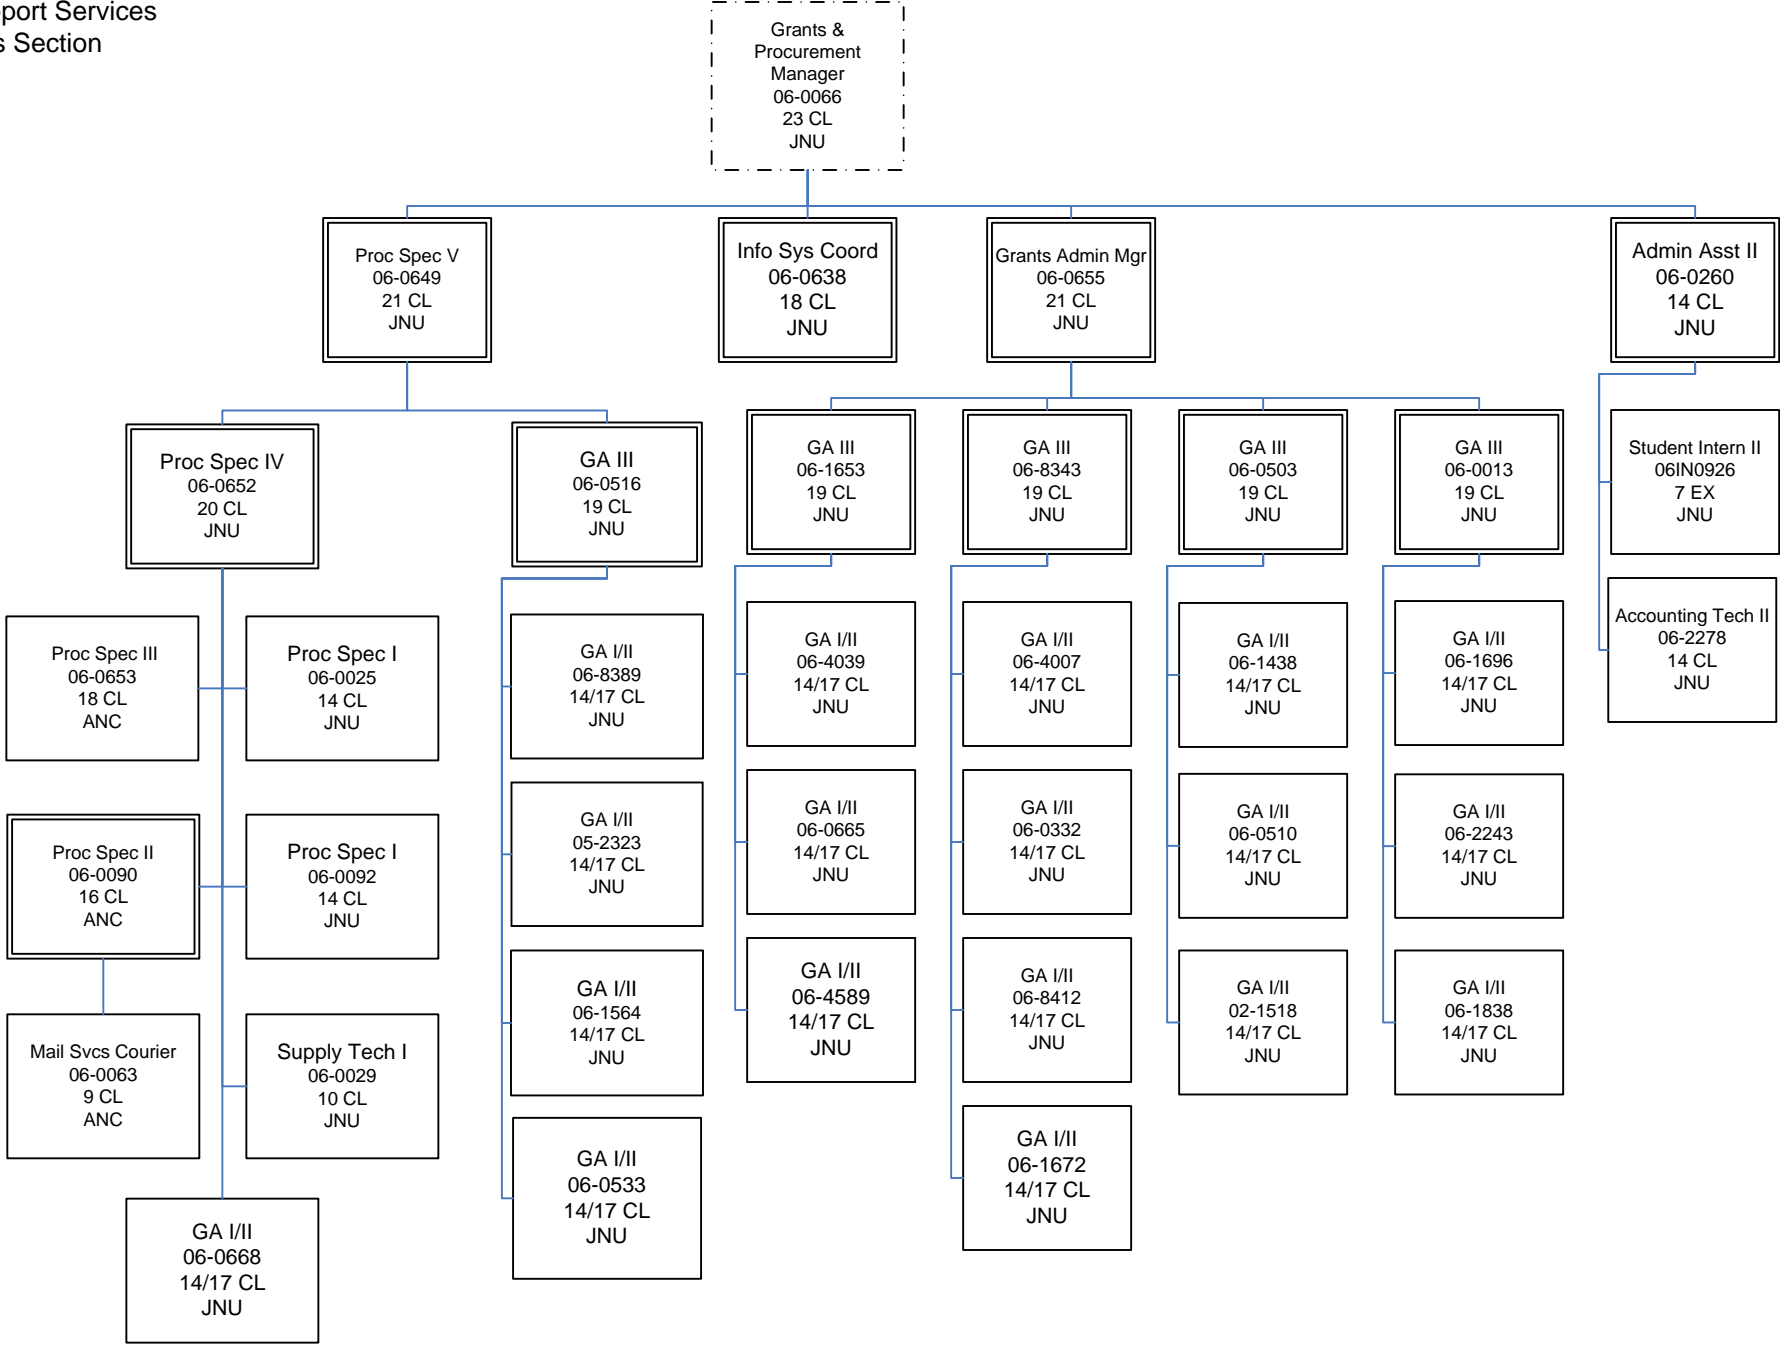 Services
Section
Grants &
Procurement
Manager
06-0066
23 CL
JNU
Proc Spec V
06-0649
21 CL
JNU
Info Sys Coord
06-0638
18 CL
JNU
Grants Admin Mgr
06-0655
21 CL
JNU
Admin Asst II
06-0260
14 CL
JNU
Proc Spec IV
06-0652
20 CL
JNU
GA III
06-0516
19 CL
JNU
GA III
06-1653
19 CL
JNU
GA III
06-8343
19 CL
JNU
GA III
06-0503
19 CL
JNU
GA III
06-0013
19 CL
JNU
Student Intern II
06IN0926
7 EX
JNU
Proc Spec III
06-0653
18 CL
ANC
Proc Spec I
06-0025
14 CL
JNU
GA I/II
06-8389
14/17 CL
JNU
GA I/II
06-4039
14/17 CL
JNU
GA I/II
06-4007
14/17 CL
JNU
GA I/II
06-1438
14/17 CL
JNU
GA I/II
06-1696
14/17 CL
JNU
Accounting Tech II
06-2278
14 CL
JNU
Proc Spec II
06-0090
16 CL
ANC
Proc Spec I
06-0092
14 CL
JNU
GA I/II
05-2323
14/17 CL
JNU
GA I/II
06-0665
14/17 CL
JNU
GA I/II
06-0332
14/17 CL
JNU
GA I/II
06-0510
14/17 CL
JNU
GA I/II
06-2243
14/17 CL
JNU
Mail Svcs Courier
06-0063
9 CL
ANC
Supply Tech I
06-0029
10 CL
JNU
GA I/II
06-1564
14/17 CL
JNU
GA I/II
06-4589
14/17 CL
JNU
GA I/II
06-8412
14/17 CL
JNU
GA I/II
02-1518
14/17 CL
JNU
GA I/II
06-1838
14/17 CL
JNU
GA I/II
06-0668
14/17 CL
JNU
GA I/II
06-0533
14/17 CL
JNU
GA I/II
06-1672
14/17 CL
JNU